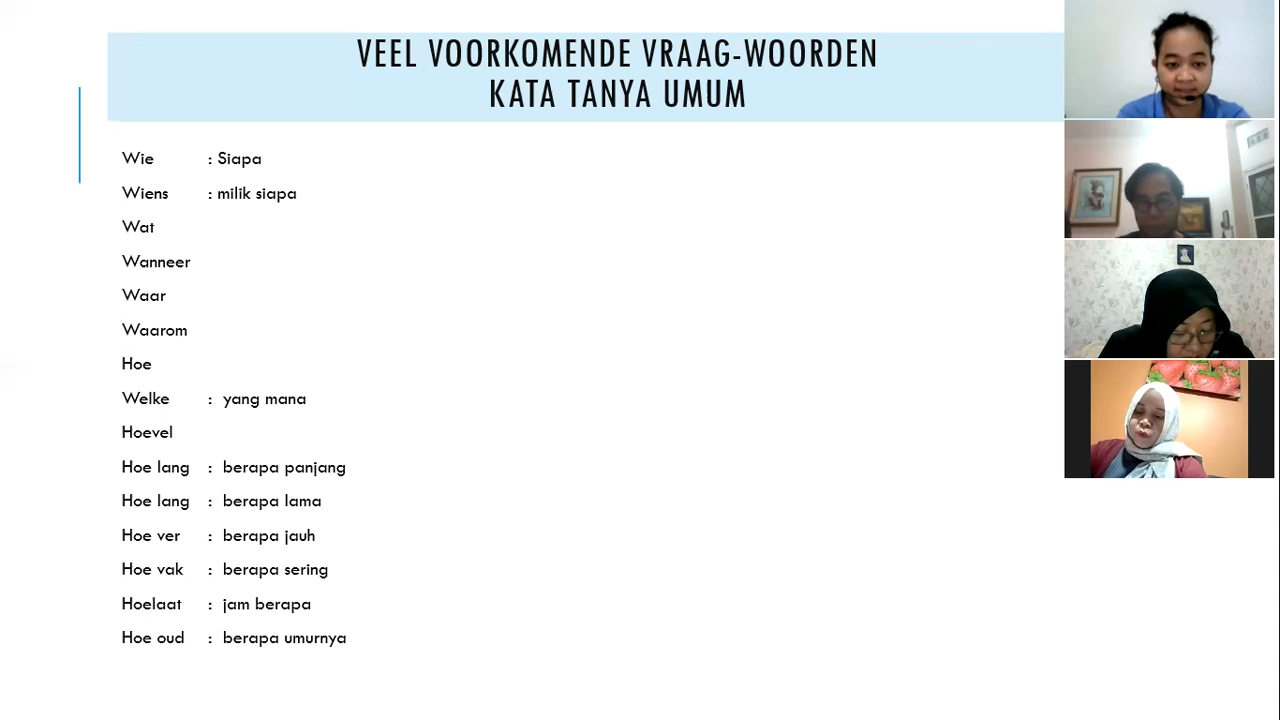 VEEL VOORKOMENDE VRAAG-WOORDEN
KATA TANYA UMUM
Wie : Siapa
Wiens : milik siapa
Wat
Wanneer
Waar
Waarom
Hoe
Welke : yang mana
Hoevel
Hoe lang : berapa panjang
Hoe lang : berapa lama
Hoe ver : berapa jauh
Hoe vak : berapa sering
Hoelaat : jam berapa
Hoe oud : berapa umurnya